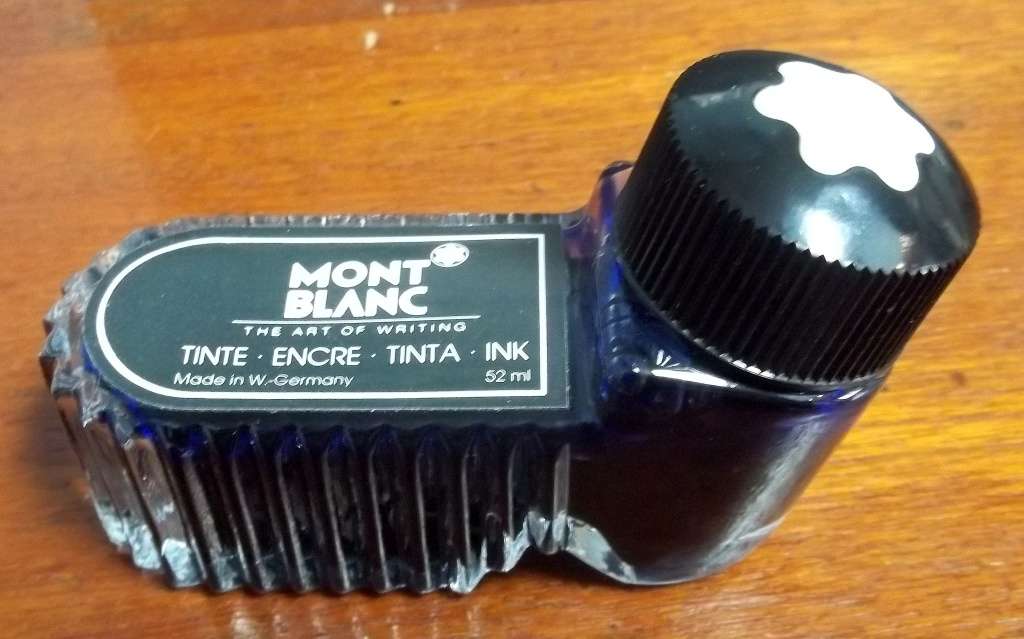 MONT
BLANC
THE ART OF WRITING
TINTE · ENCRE · TINTA · INK
Made in W.-Germany 52 ml